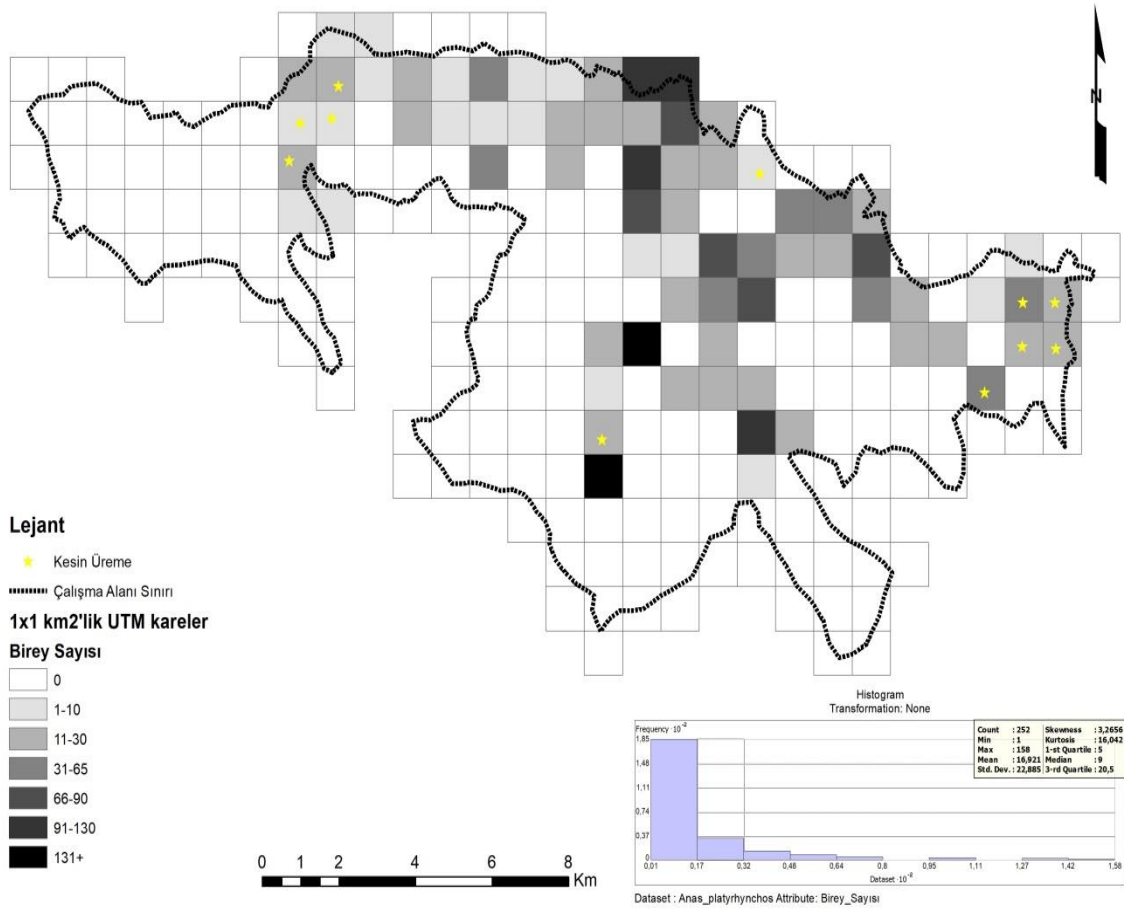 N
Lejant
Kesin Üreme
Çalışma Alanı Sınırı
1x1 km2'lik UTM kareler
Birey Sayısı
0
1-10
11-30
31-65
66-90
91-130
131+
0 1 2 4 6 8
Km
Histogram
Transformation: None
Frequency ·10⁻²
Count : 252 Skewness : 3,2656
Min : 1 Kurtosis : 16,042
Max : 158 1-st Quartile : 5
Mean : 16,921 Median : 9
Std. Dev. : 22,885 3-rd Quartile : 20,5
1,85
1,48
1,11
0,74
0,37
0
0,01 0,17 0,32 0,48 0,64 0,8 0,95 1,11 1,27 1,42 1,58
Dataset ·10⁻²
Dataset : Anas_platyrhynchos Attribute: Birey_Sayısı